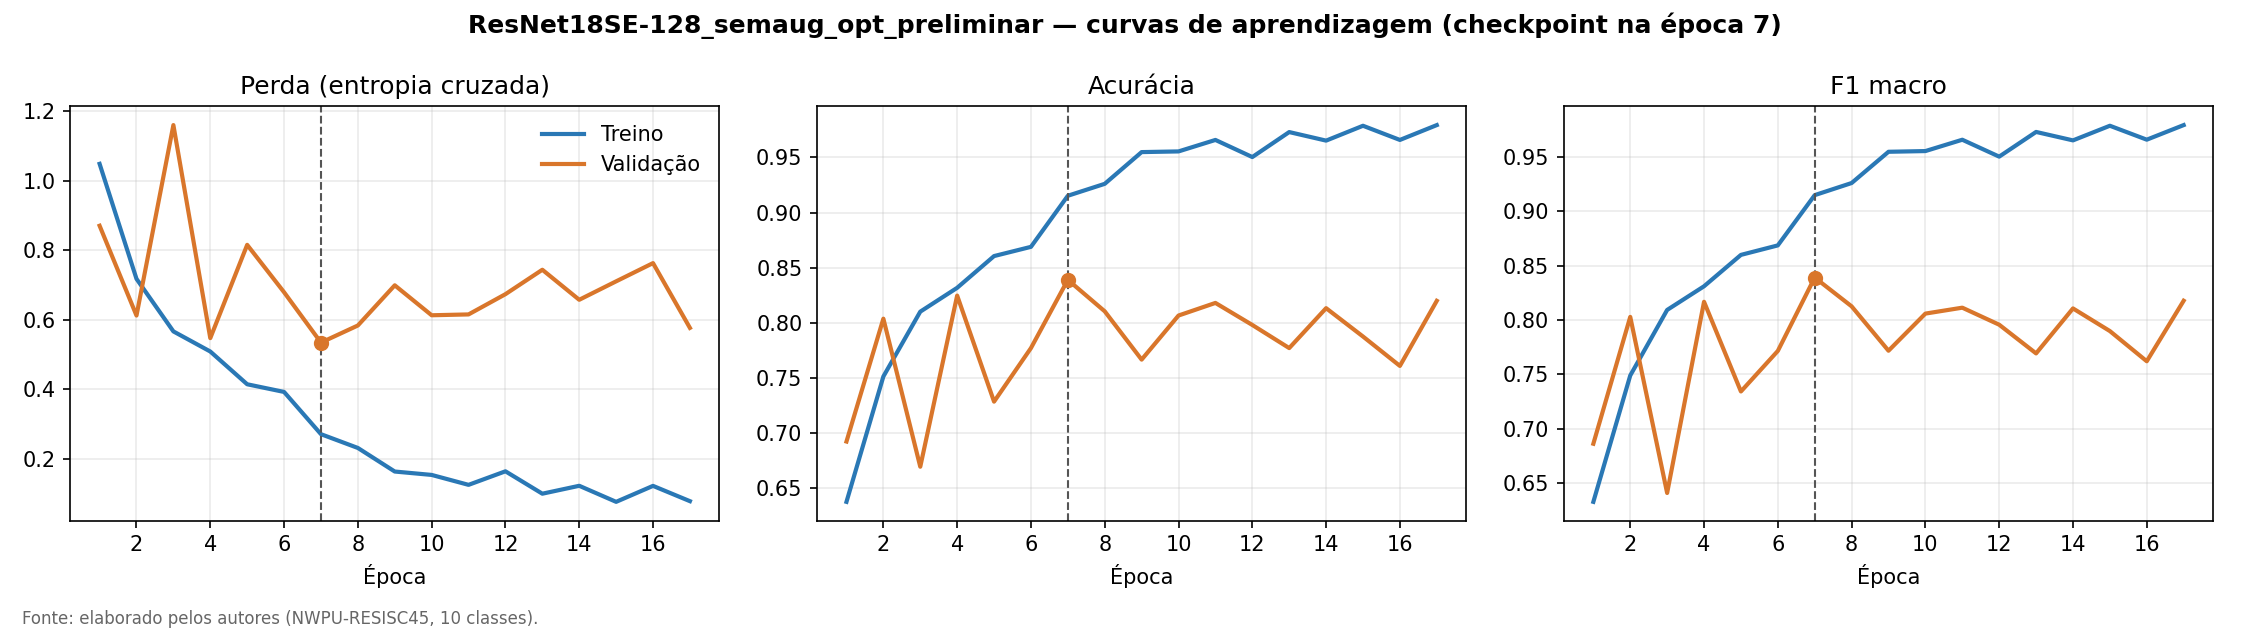 ResNet18SE-128_semaug_opt_preliminar — curvas de aprendizagem (checkpoint na época 7)
Perda (entropia cruzada)
1.2
1.0
0.8
0.6
0.4
0.2
Treino
Validação
2 4 6 8 10 12 14 16
Época
Acurácia
0.95
0.90
0.85
0.80
0.75
0.70
0.65
2 4 6 8 10 12 14 16
Época
F1 macro
0.95
0.90
0.85
0.80
0.75
0.70
0.65
2 4 6 8 10 12 14 16
Época
Fonte: elaborado pelos autores (NWPU-RESISC45, 10 classes).